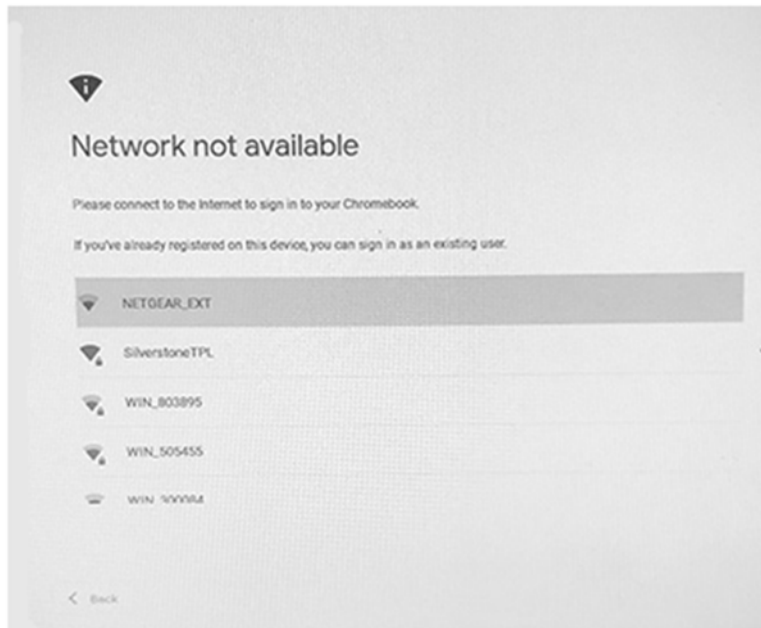 Network not available
Please connect to the Internet to sign in to your Chromebook.
If you've already registered on this device, you can sign in as an existing user.
NETGEAR_EXT
SilverstoneTPL
WIN_803895
WIN_505455
WIN
Back